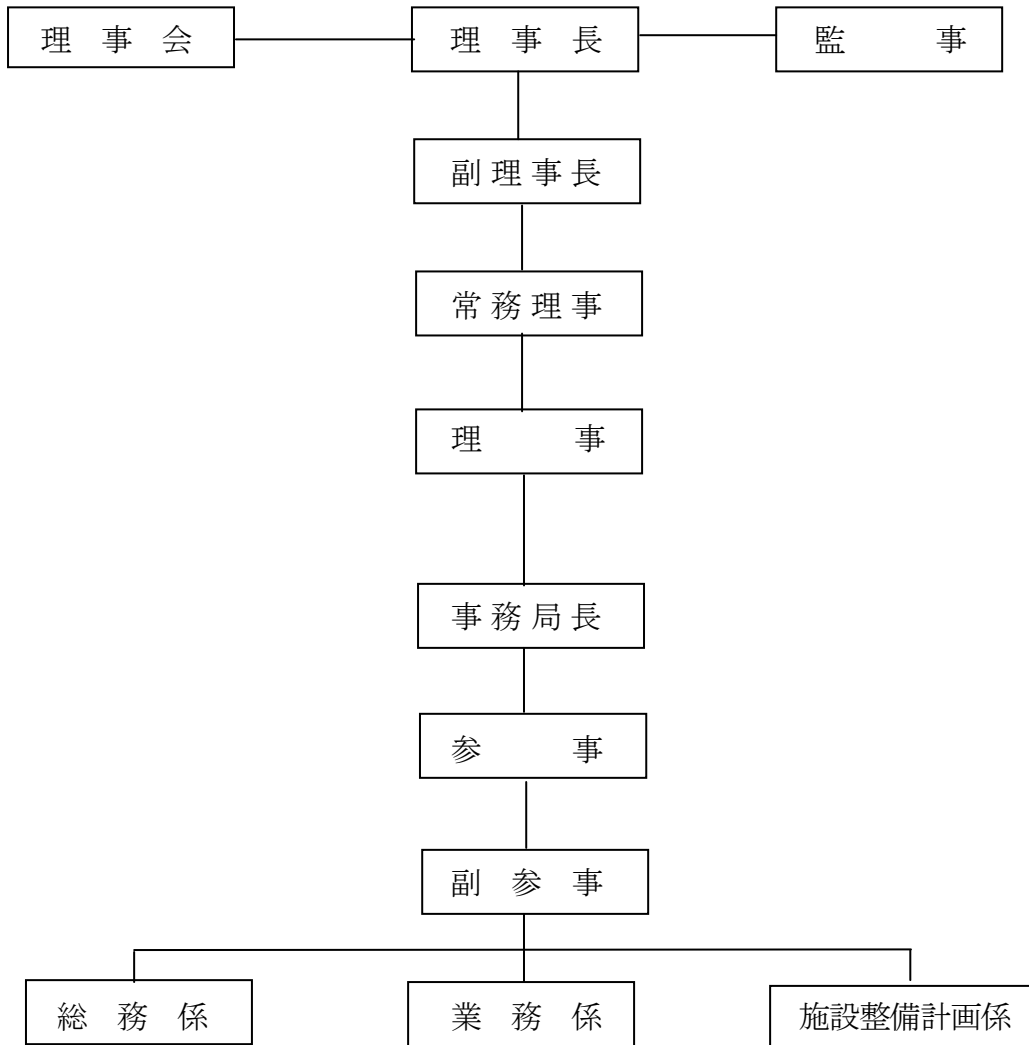 理事会 理事長 監事
副理事長
常務理事
理事
事務局長
参事
副参事
総務係 業務係 施設整備計画係